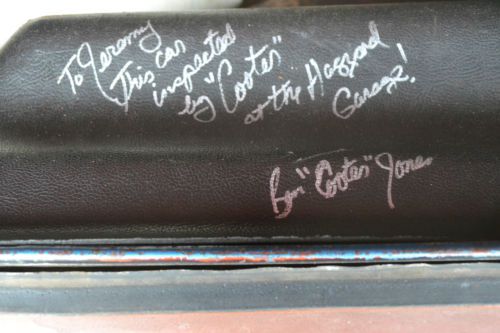 To Jeremy
This car
inspected
by "Cooter"
at the Hazzard
Garage!
Ben "Cooter" Jones